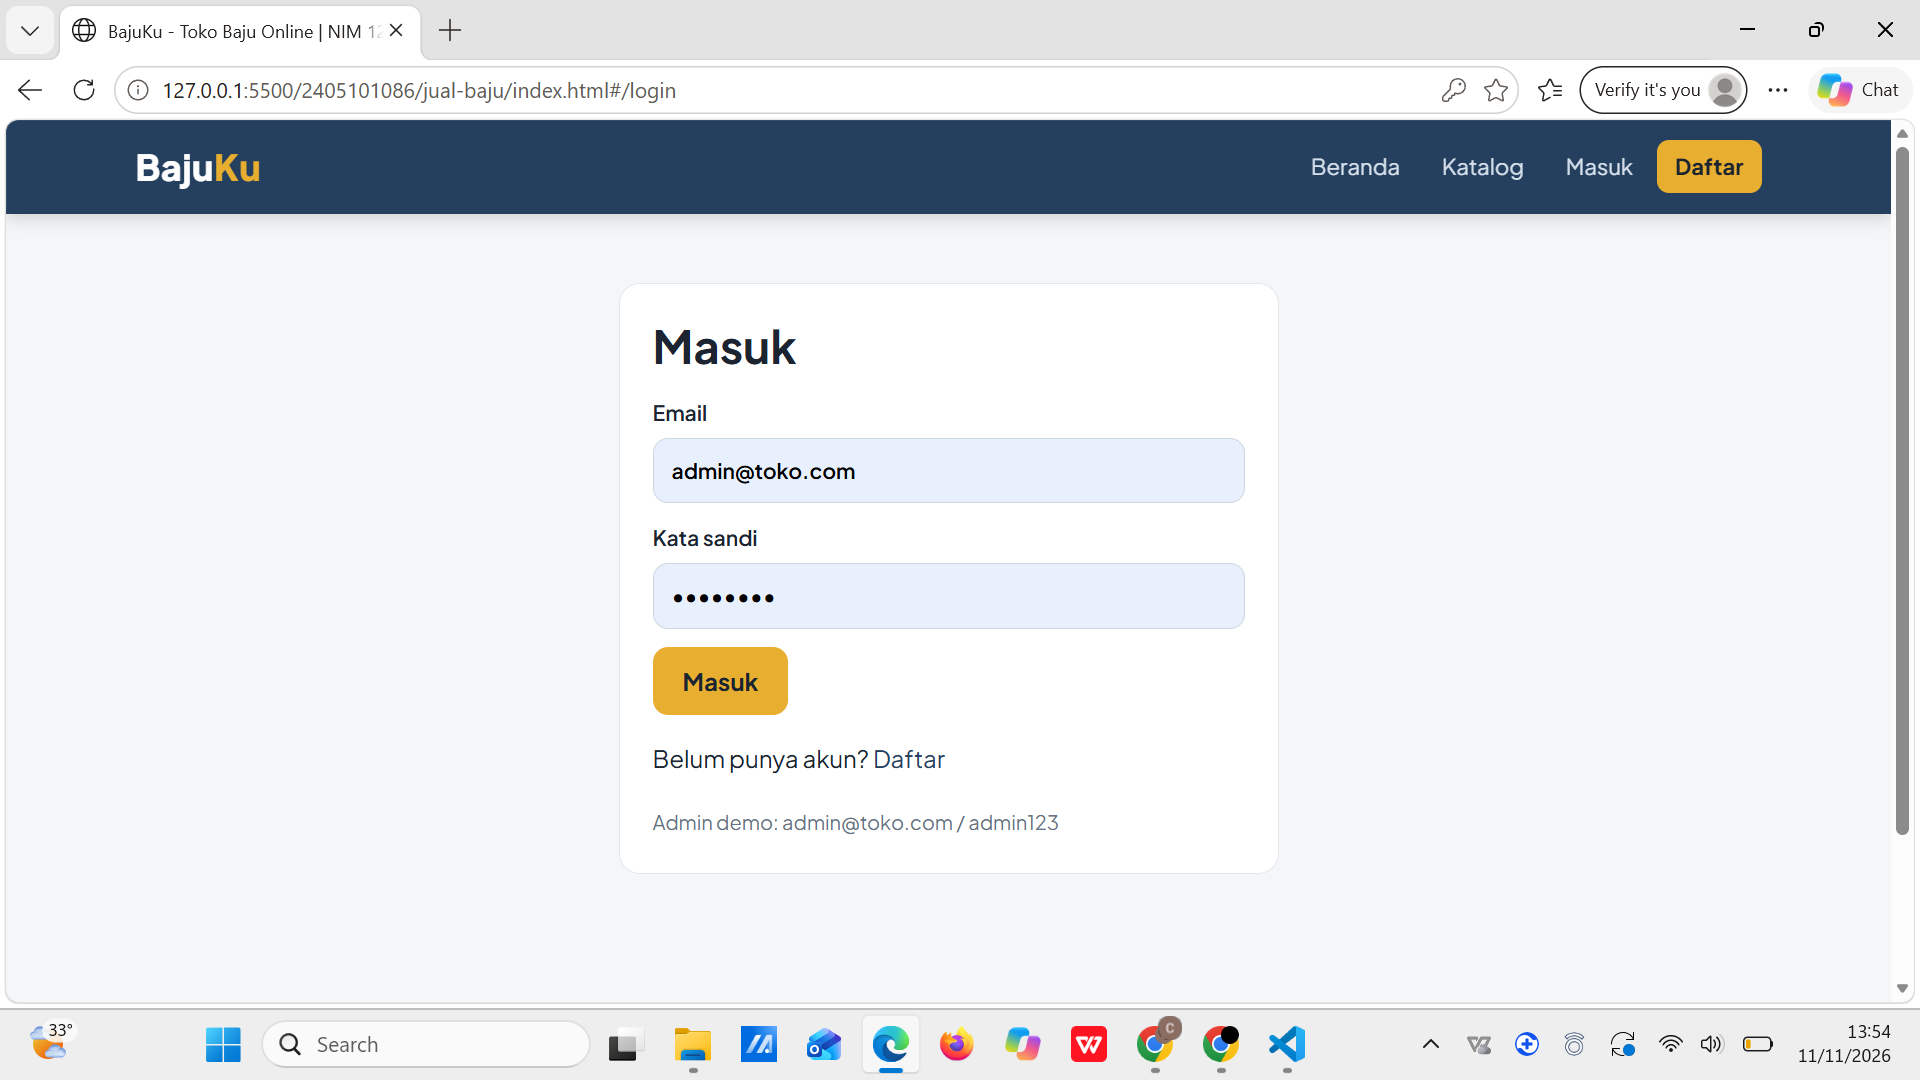 BajuKu - Toko Baju Online | NIM
127.0.0.1:5500/2405101086/jual-baju/index.html#/login
Verify it's you
Chat
BajuKu
Beranda
Katalog
Masuk
Daftar
Masuk
Email
admin@toko.com
Kata sandi
••••••••
Masuk
Belum punya akun? Daftar
Admin demo: admin@toko.com / admin123
33°
Search
C
13:54
11/11/2026